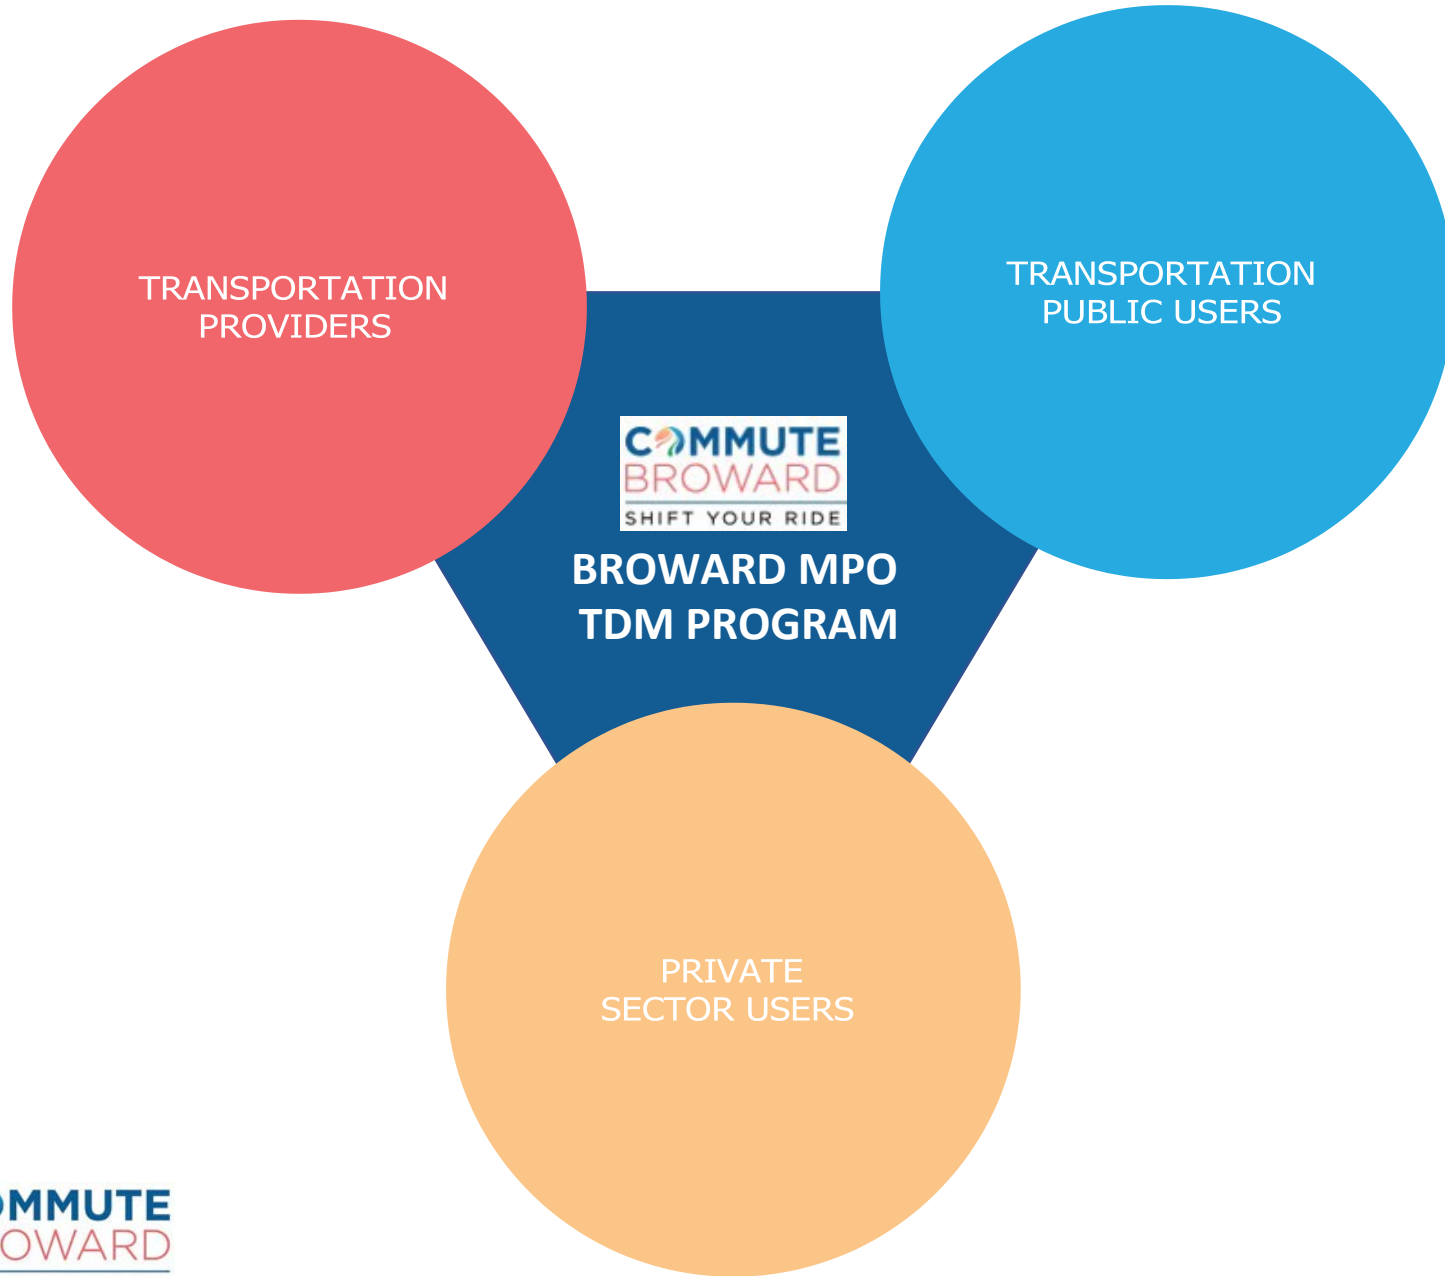 TRANSPORTATION
PROVIDERS
TRANSPORTATION
PUBLIC USERS
COMMUTE
BROWARD
SHIFT YOUR RIDE
BROWARD MPO
TDM PROGRAM
PRIVATE
SECTOR USERS
OMMUTE
OWARD